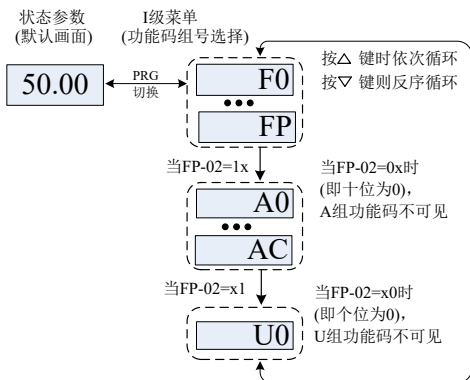 状态参数
(默认画面)
I级菜单
(功能码组号选择)
50.00
PRG
切换
F0
•••
FP
按△ 键时依次循环
按▽ 键则反序循环
当FP-02=1x
当FP-02=0x时
(即十位为0)，
A组功能码不可见
A0
•••
AC
当FP-02=x1
当FP-02=x0时
(即个位为0)，
U组功能码不可见
U0